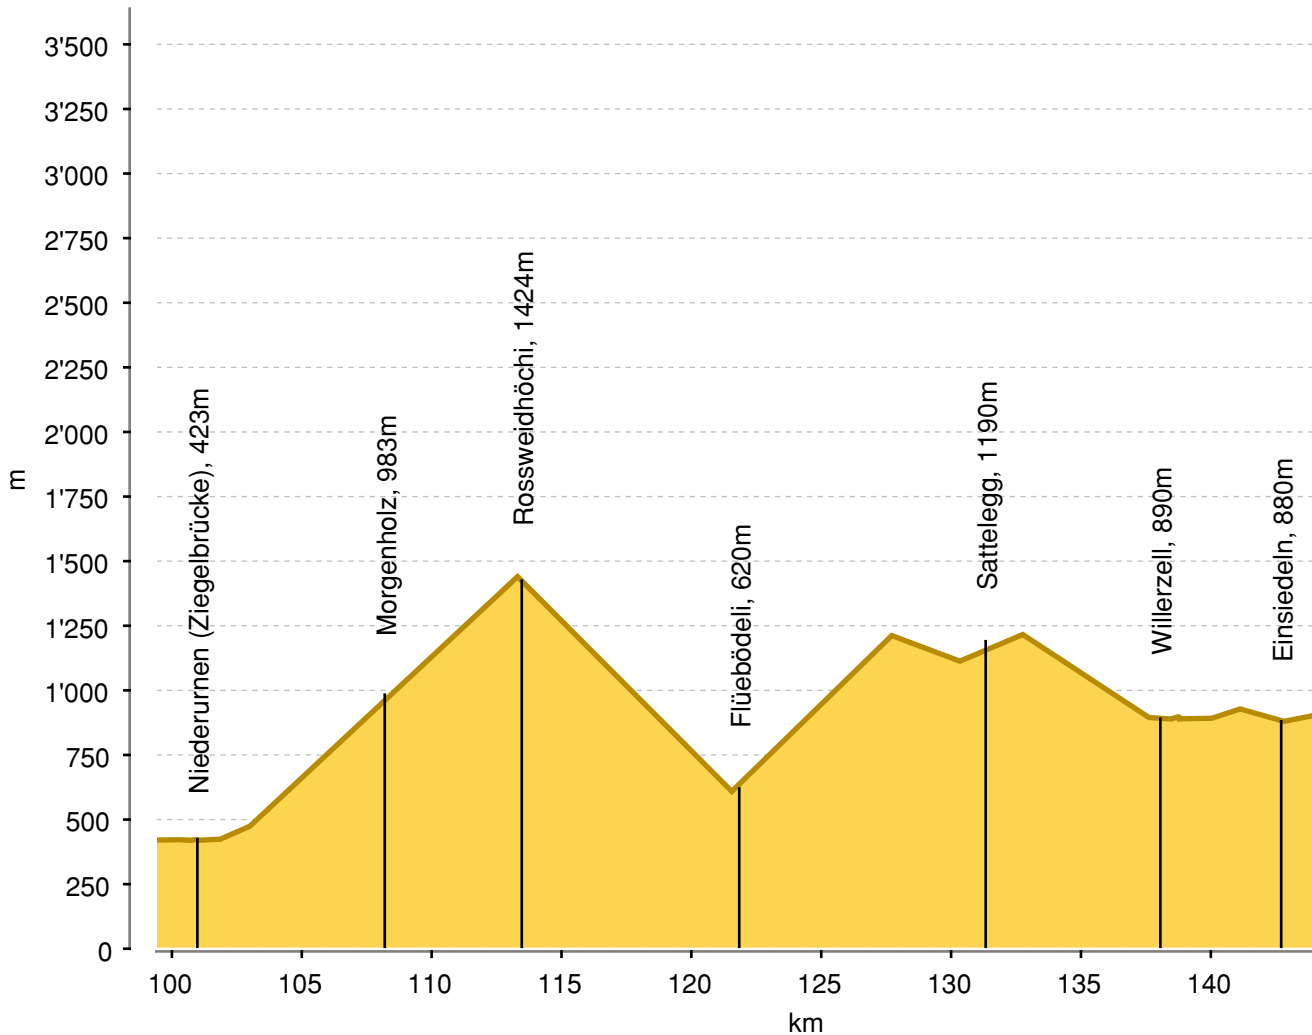 3'500
3'250
3'000
2'750
2'500
2'250
2'000
1'750
1'500
1'250
1'000
750
500
250
0
m
Niederurnen (Ziegelbrücke), 423m
Morgenholz, 983m
Rossweidhöchi, 1424m
Flüebödeli, 620m
Sattelegg, 1190m
Willerzell, 890m
Einsiedeln, 880m
100 105 110 115 120 125 130 135 140
km